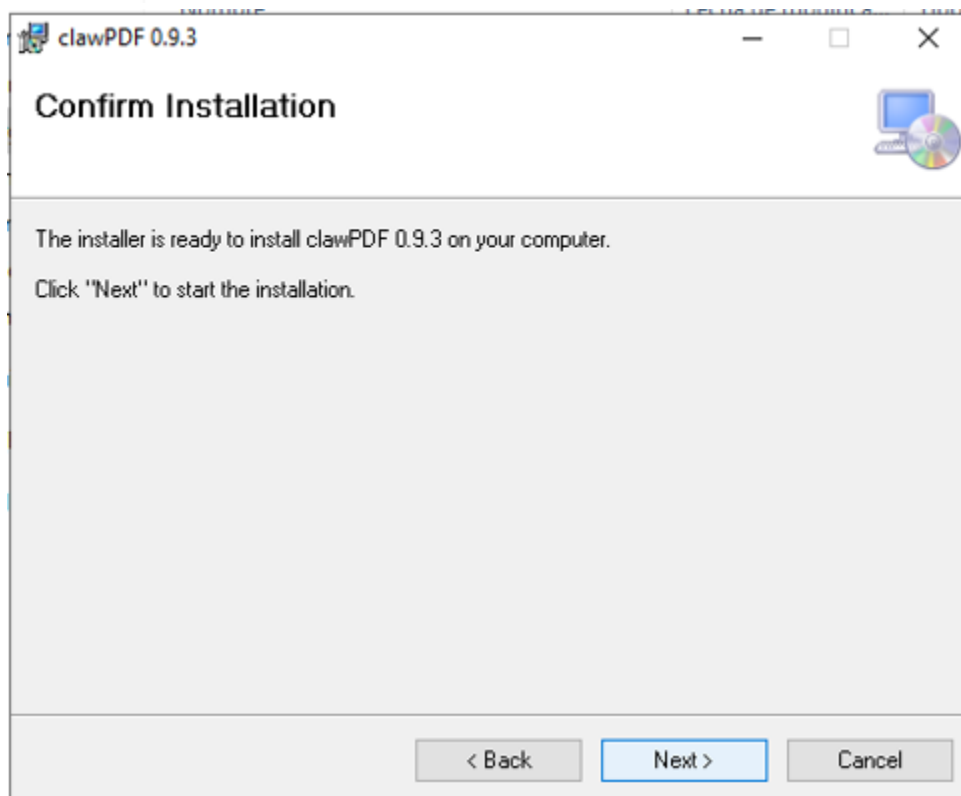 clawPDF 0.9.3
Confirm Installation
The installer is ready to install clawPDF 0.9.3 on your computer.
Click "Next" to start the installation.
< Back
Next >
Cancel